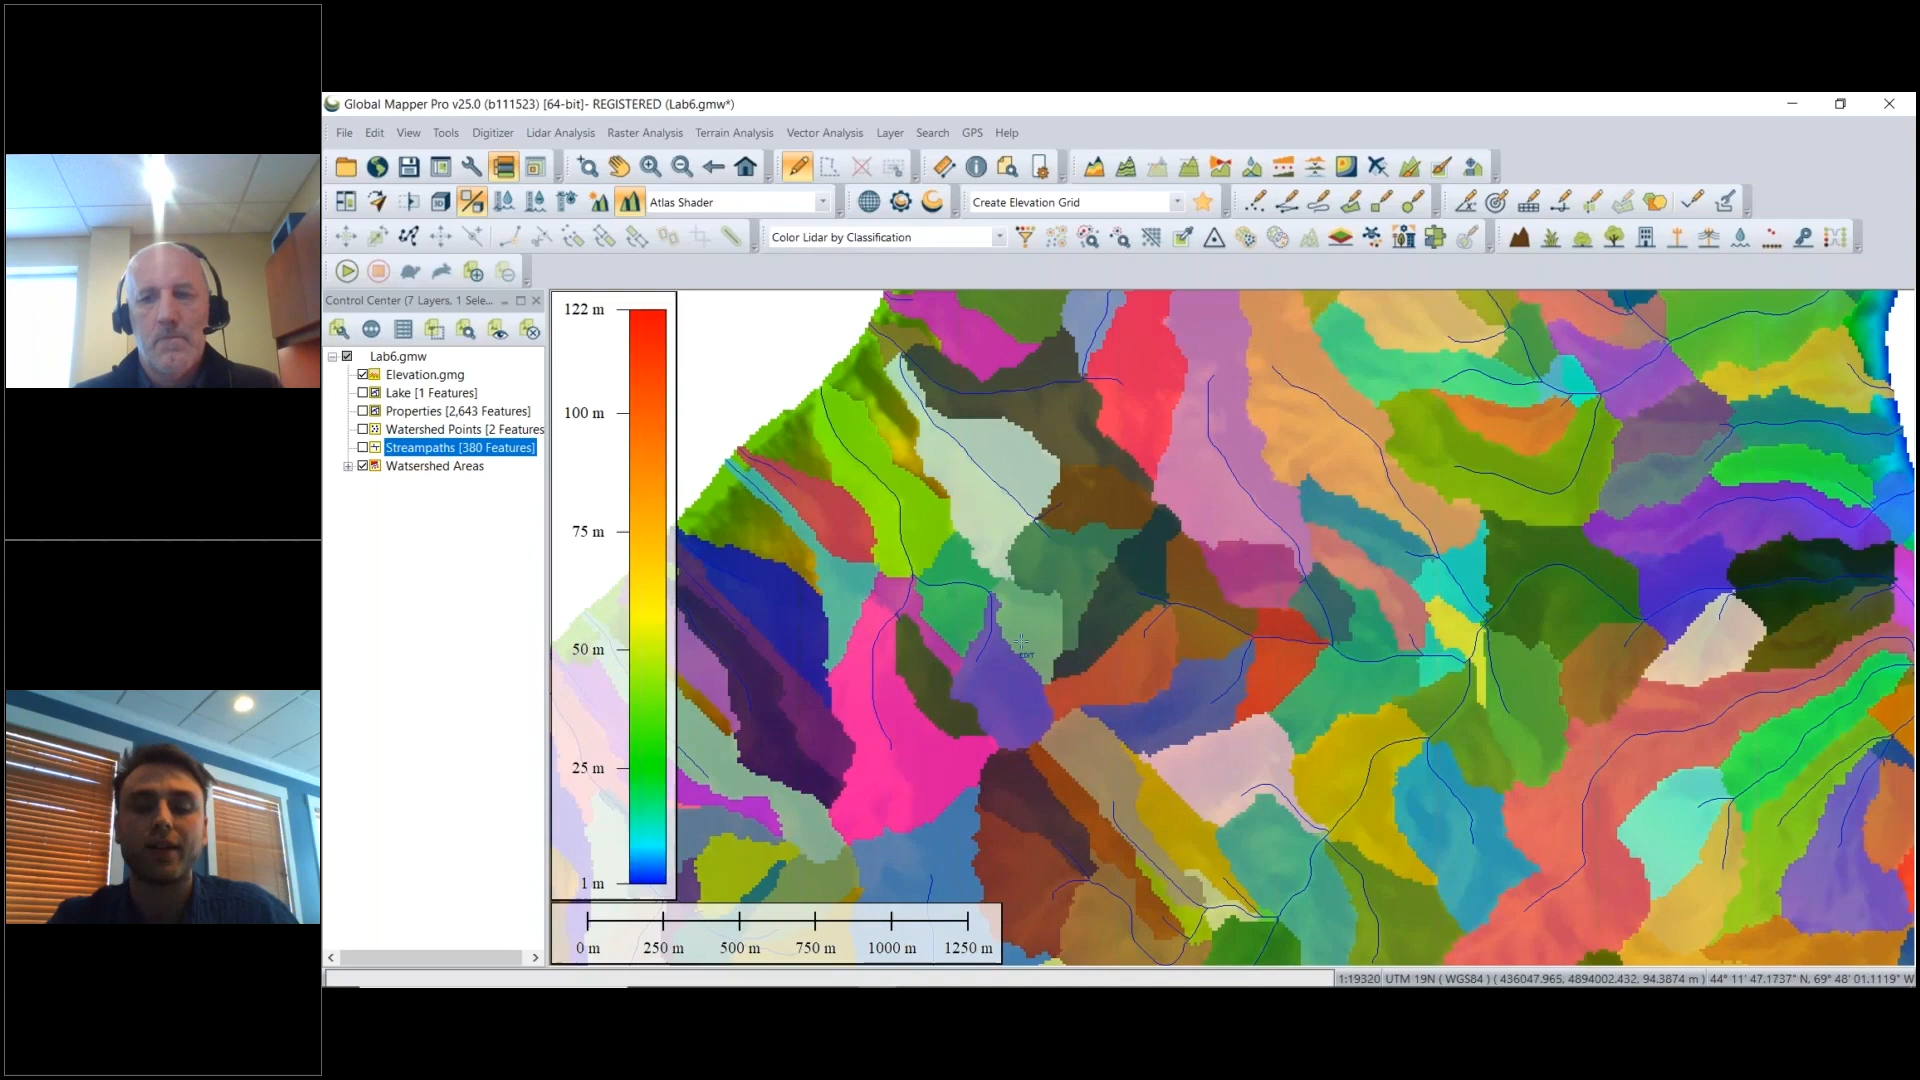 Global Mapper Pro v25.0 (b111523) [64-bit]- REGISTERED (Lab6.gmw*)
File Edit View Tools Digitizer Lidar Analysis Raster Analysis Terrain Analysis Vector Analysis Layer Search GPS Help
Atlas Shader
Create Elevation Grid
Color Lidar by Classification
Control Center (7 Layers, 1 Sele...
Lab6.gmw
Elevation.gmg
Lake [1 Features]
Properties [2,643 Features]
Watershed Points [2 Features
Streampaths [380 Features]
Watsershed Areas
122 m
100 m
75 m
50 m
25 m
1 m
EDIT
0 m 250 m 500 m 750 m 1000 m 1250 m
1:19320 UTM 19N ( WGS84 ) ( 436047.965, 4894002.432, 94.3874 m ) 44° 11' 47.1737" N, 69° 48' 01.1119" W